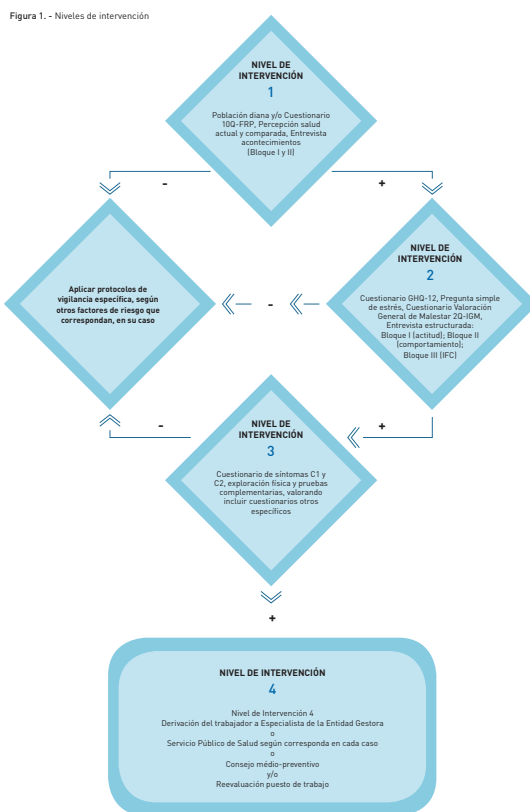 Figura 1. - Niveles de intervención
NIVEL DE
INTERVENCIÓN
1
Población diana y/o Cuestionario
10Q-FRP, Percepción salud
actual y comparada, Entrevista
acontecimientos
(Bloque I y II)
-
+
Aplicar protocolos de
vigilancia específica, según
otros factores de riesgo que
correspondan, en su caso
-
NIVEL DE
INTERVENCIÓN
2
Cuestionario GHQ-12, Pregunta simple
de estrés, Cuestionario Valoración
General de Malestar 2Q-IGM,
Entrevista estructurada:
Bloque I (actitud); Bloque II
(comportamiento);
Bloque III (IFC)
-
+
NIVEL DE
INTERVENCIÓN
3
Cuestionario de síntomas C1 y
C2, exploración física y pruebas
complementarias, valorando
incluir cuestionarios otros
específicos
+
NIVEL DE INTERVENCIÓN
4
Nivel de Intervención 4
Derivación del trabajador a Especialista de la Entidad Gestora
o
Servicio Público de Salud según corresponda en cada caso
o
Consejo médio-preventivo
y/o
Reevaluación puesto de trabajo